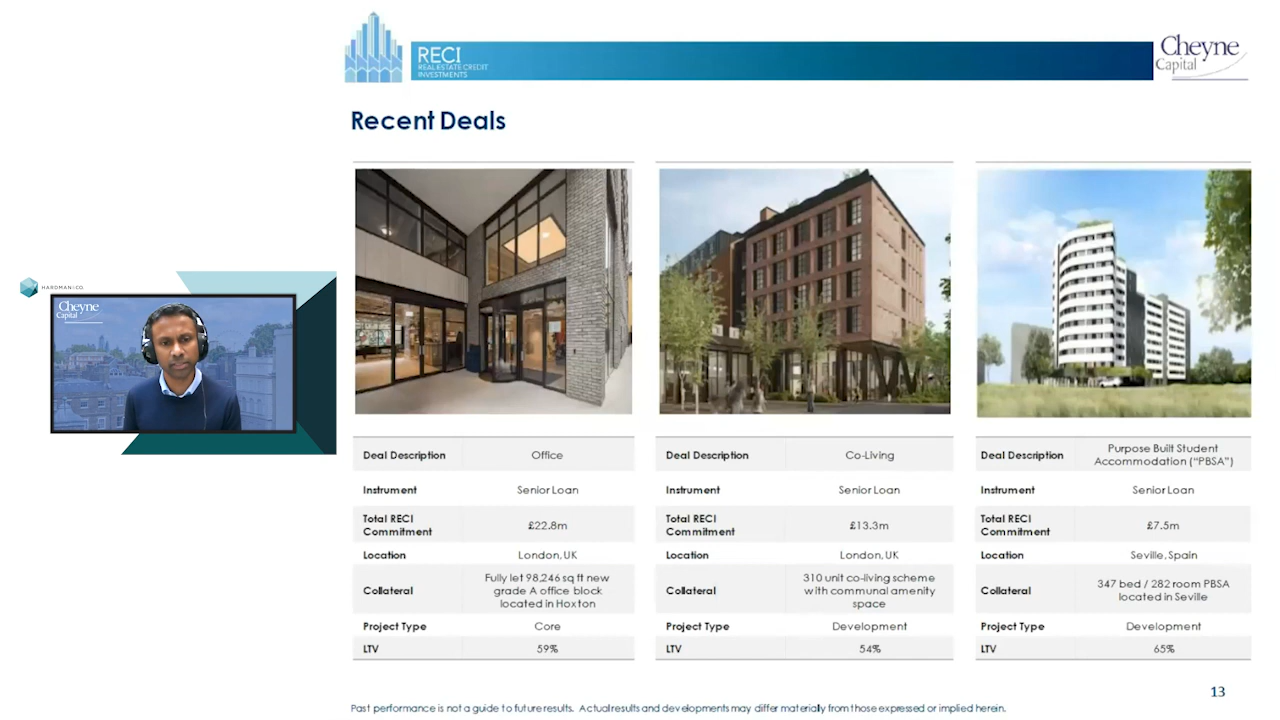 RECI
REAL ESTATE CREDIT
INVESTMENTS
Cheyne
Capital
Recent Deals
HARDMAN&CO.
Cheyne
Capital
Deal Description Office
Instrument Senior Loan
Total RECI
Commitment £22.8m
Location London, UK
Collateral Fully let 98,246 sq ft new
grade A office block
located in Hoxton
Project Type Core
LTV 59%
Deal Description Co-Living
Instrument Senior Loan
Total RECI
Commitment £13.3m
Location London, UK
Collateral 310 unit co-living scheme
with communal amenity
space
Project Type Development
LTV 54%
Deal Description Purpose Built Student
Accommodation ("PBSA")
Instrument Senior Loan
Total RECI
Commitment £7.5m
Location Seville, Spain
Collateral 347 bed / 282 room PBSA
located in Seville
Project Type Development
LTV 65%
13
Past performance is not a guide to future results. Actual results and developments may differ materially from those expressed or implied herein.